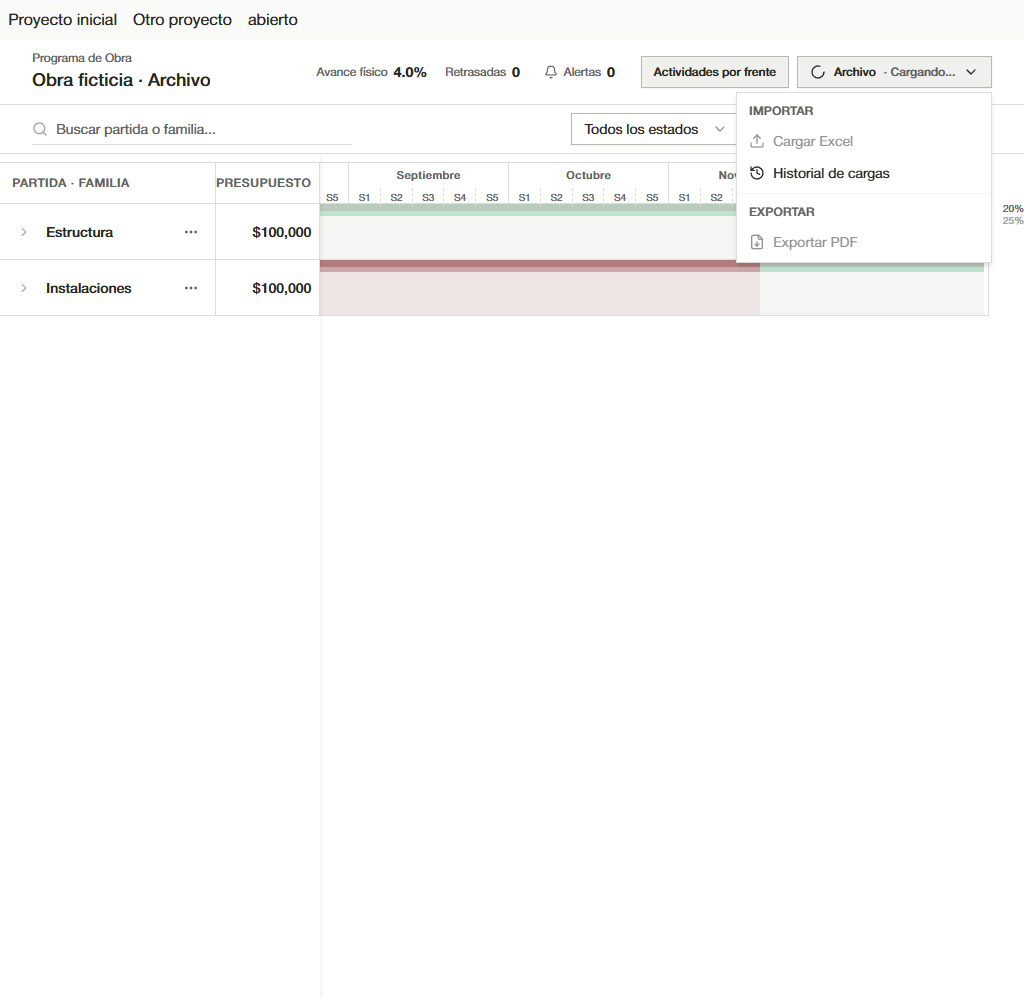 Proyecto inicial Otro proyecto abierto
Programa de Obra
Obra ficticia · Archivo
Avance físico 4.0% Retrasadas 0 Alertas 0
Actividades por frente
Archivo · Cargando...
IMPORTAR
Cargar Excel
Historial de cargas
EXPORTAR
Exportar PDF
Buscar partida o familia...
Todos los estados
PARTIDA · FAMILIA PRESUPUESTO
Septiembre Octubre
S5 S1 S2 S3 S4 S5 S1 S2 S3 S4 S5 S1 S2
Estructura ··· $100,000
20%
25%
Instalaciones ··· $100,000